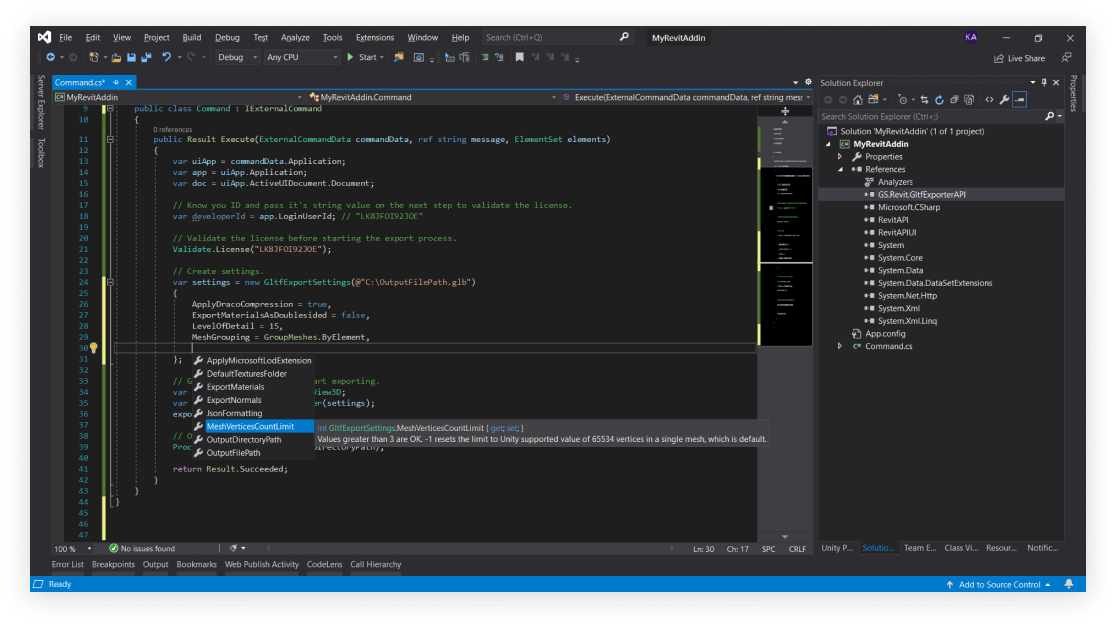 File Edit View Project Build Debug Test Analyze Tools Extensions Window Help Search (Ctrl+Q) MyRevitAddin KA
Debug Any CPU Start Live Share
Server Explorer
Toolbox
Command.cs*
MyRevitAddin MyRevitAddin.Command Execute(ExternalCommandData commandData, ref string mes
9 public class Command : IExternalCommand
10 {
0 references
11 public Result Execute(ExternalCommandData commandData, ref string message, ElementSet elements)
12 {
13 var uiApp = commandData.Application;
14 var app = uiApp.Application;
15 var doc = uiApp.ActiveUIDocument.Document;
16
17 // Know you ID and pass it's string value on the next step to validate the license.
18 var developerId = app.LoginUserId; // "LK8JFOI92JOE"
19
20 // Validate the license before starting the export process.
21 Validate.License("LK8JFOI92JOE");
22
23 // Create settings.
24 var settings = new GltfExportSettings(@"C:\OutputFilePath.glb")
25 {
26 ApplyDracoCompression = true,
27 ExportMaterialsAsDoublesided = false,
28 LevelOfDetail = 15,
29 MeshGrouping = GroupMeshes.ByElement,
30
31 };
ApplyMicrosoftLodExtension
32
DefaultTexturesFolder
33 // G art exporting.
ExportMaterials
34 var View3D;
ExportNormals
35 var er(settings);
JsonFormatting
36 expo
MeshVerticesCountLimit int GltfExportSettings.MeshVerticesCountLimit { get; set; }
37
Values greater than 3 are OK. -1 resets the limit to Unity supported value of 65534 vertices in a single mesh, which is default.
38 // O
OutputDirectoryPath
39 Proc irectoryPath);
OutputFilePath
40
41 return Result.Succeeded;
42 }
43 }
44 }
45
46
47
100 % No issues found Ln: 30 Ch: 17 SPC CRLF
Error List Breakpoints Output Bookmarks Web Publish Activity CodeLens Call Hierarchy
Ready Add to Source Control
Solution Explorer
Search Solution Explorer (Ctrl+;)
Solution 'MyRevitAddin' (1 of 1 project)
MyRevitAddin
Properties
References
Analyzers
GS.Revit.GltfExporterAPI
Microsoft.CSharp
RevitAPI
RevitAPIUI
System
System.Core
System.Data
System.Data.DataSetExtensions
System.Net.Http
System.Xml
System.Xml.Linq
App.config
Command.cs
Unity P... Solutio... Team E... Class Vi... Resour... Notific...
Properties